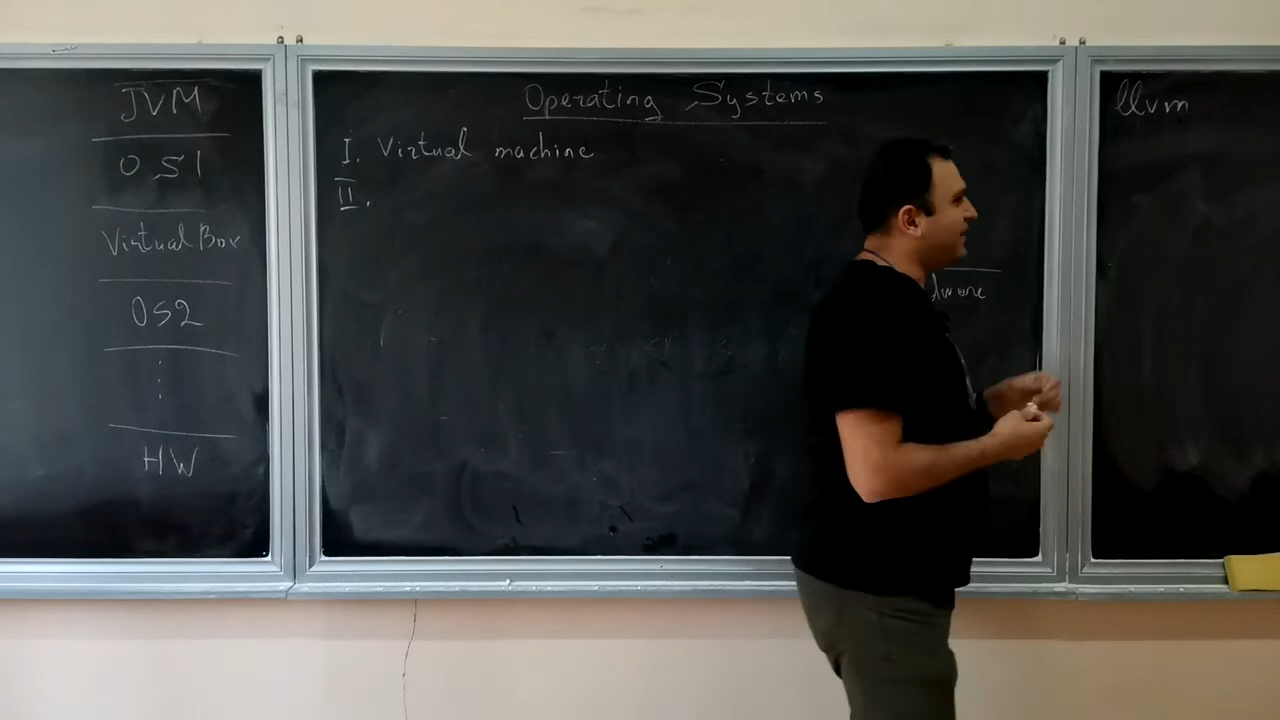 JVM
OS1
VirtualBox
OS2
⋮
HW
Operating Systems
I. Virtual machine
II.
llvm